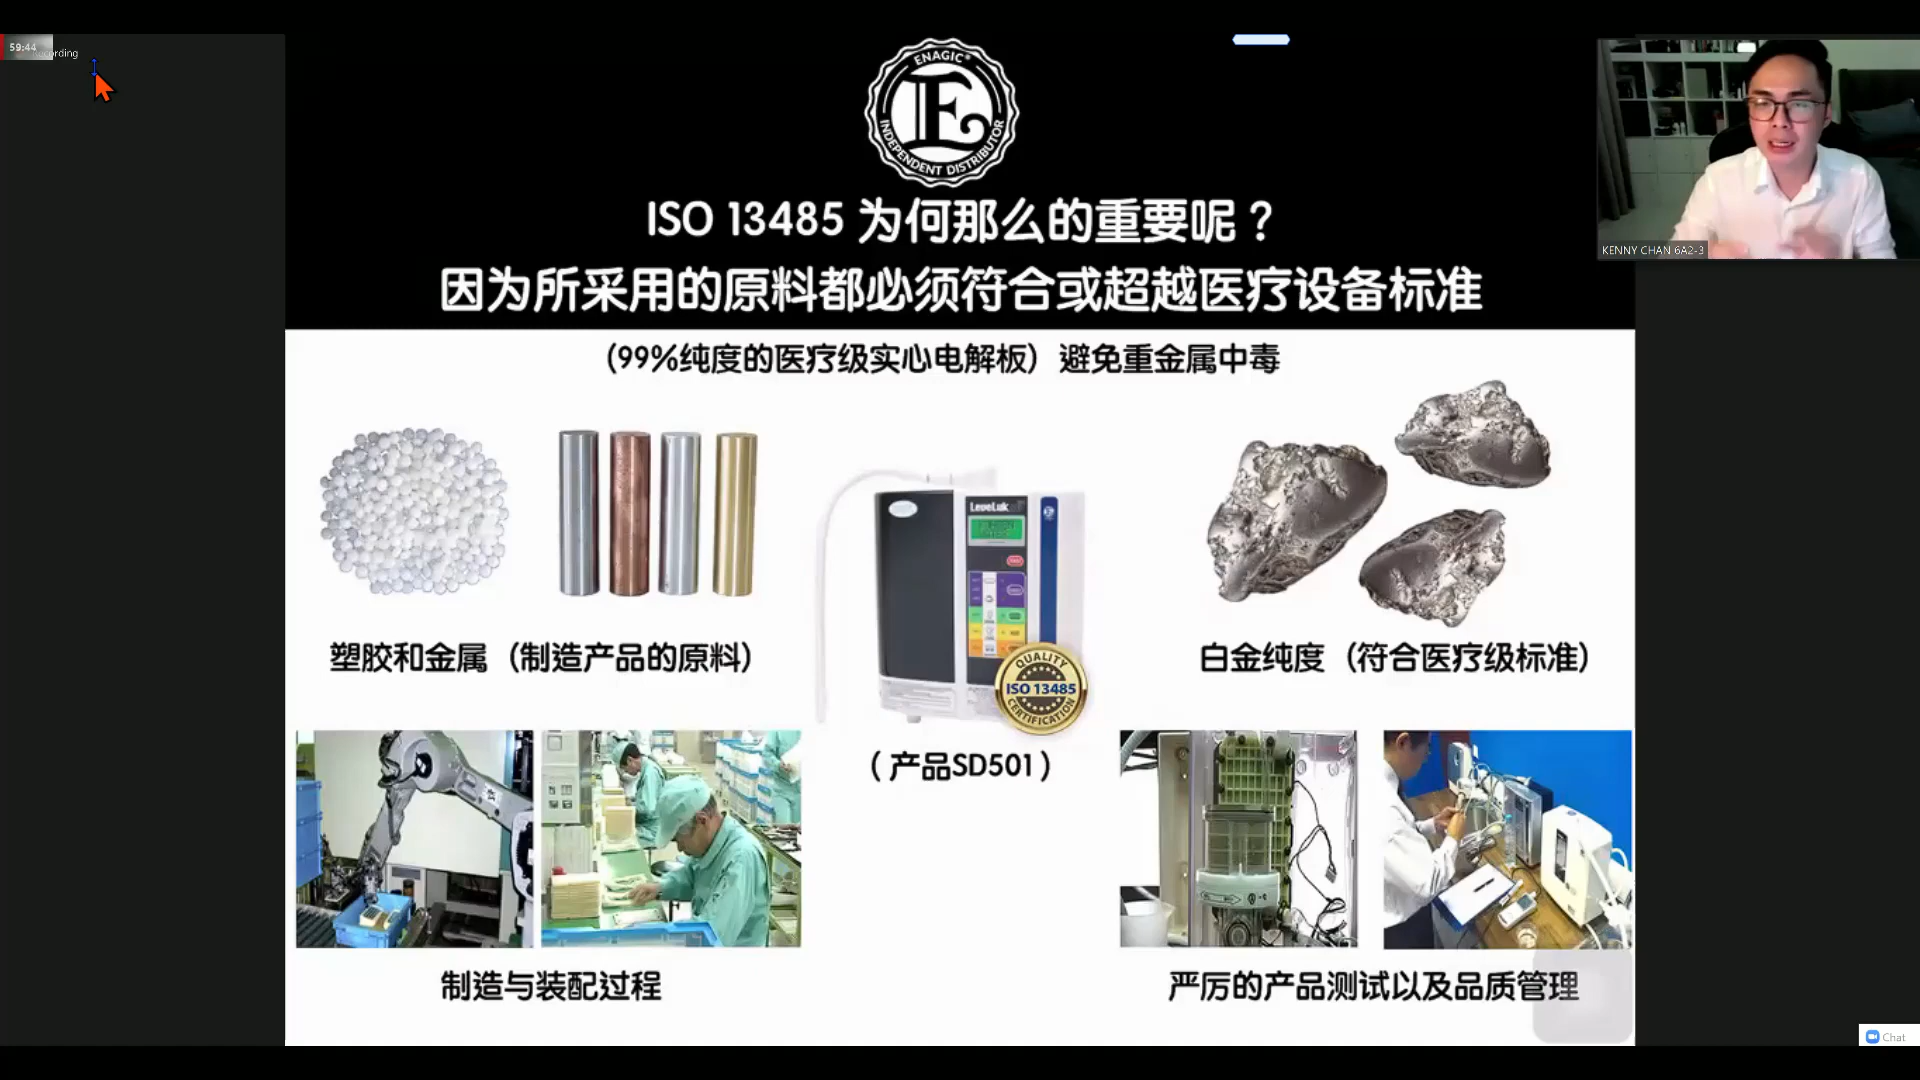 59:44
ecording
ENAGIC®
E
INDEPENDENT DISTRIBUTOR
KENNY CHAN 6A2-3
ISO 13485 为何那么的重要呢？
因为所采用的原料都必须符合或超越医疗设备标准
（99%纯度的医疗级实心电解板）避免重金属中毒
LeveLuk
塑胶和金属（制造产品的原料）
白金纯度（符合医疗级标准）
QUALITY
ISO 13485
CERTIFICATION
（产品SD501）
制造与装配过程
严厉的产品测试以及品质管理
Chat